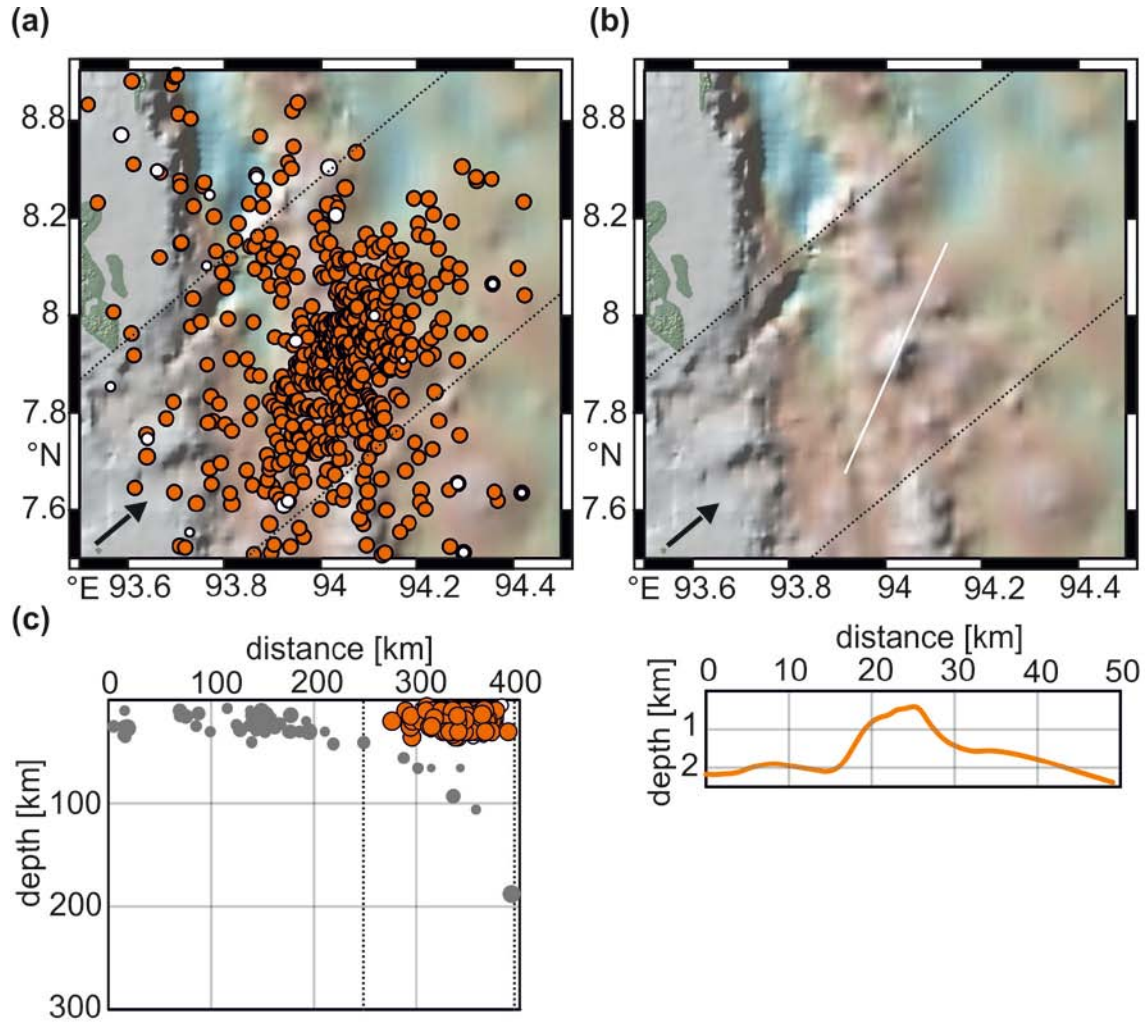 (a)
(b)
8.8
8.2
8
7.8
°N
7.6
°E 93.6 93.8 94 94.2 94.4
8.8
8.2
8
7.8
°N
7.6
°E 93.6 93.8 94 94.2 94.4
(c)
distance [km]
0 100 200 300 400
depth [km]
100
200
300
distance [km]
0 10 20 30 40 50
depth [km]
1
2